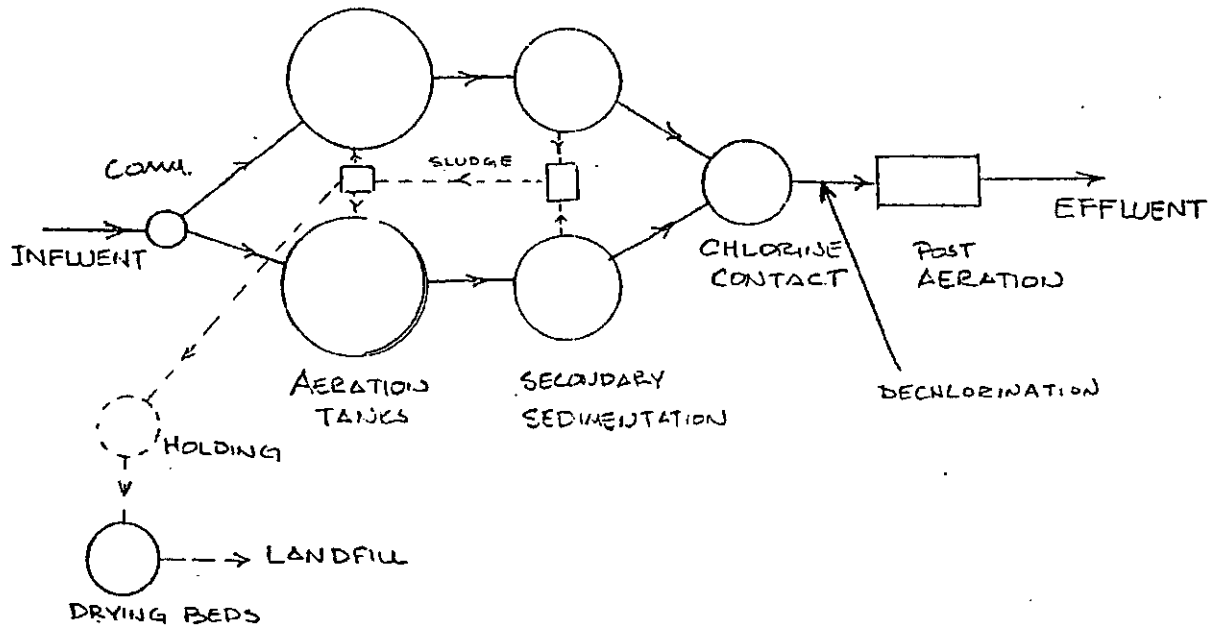 COMM.
SLUDGE
INFLUENT
EFFLUENT
CHLORINE
CONTACT
POST
AERATION
AERATION
TANKS
SECONDARY
SEDIMENTATION
DECHLORINATION
HOLDING
LANDFILL
DRYING BEDS